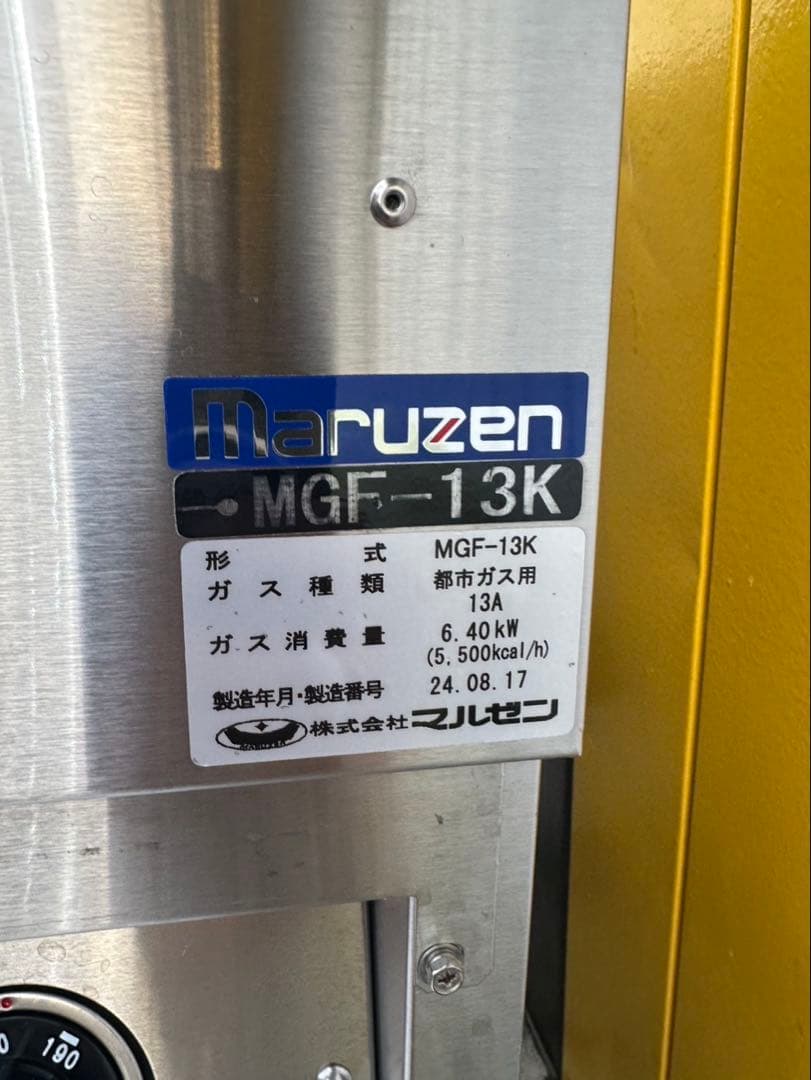 maruzen
MGF-13K
形式 MGF-13K
ガス種類 都市ガス用
13A
ガス消費量 6.40kW
(5,500kcal/h)
製造年月・製造番号 24.08.17
MARUZEN 株式会社マルゼン
190